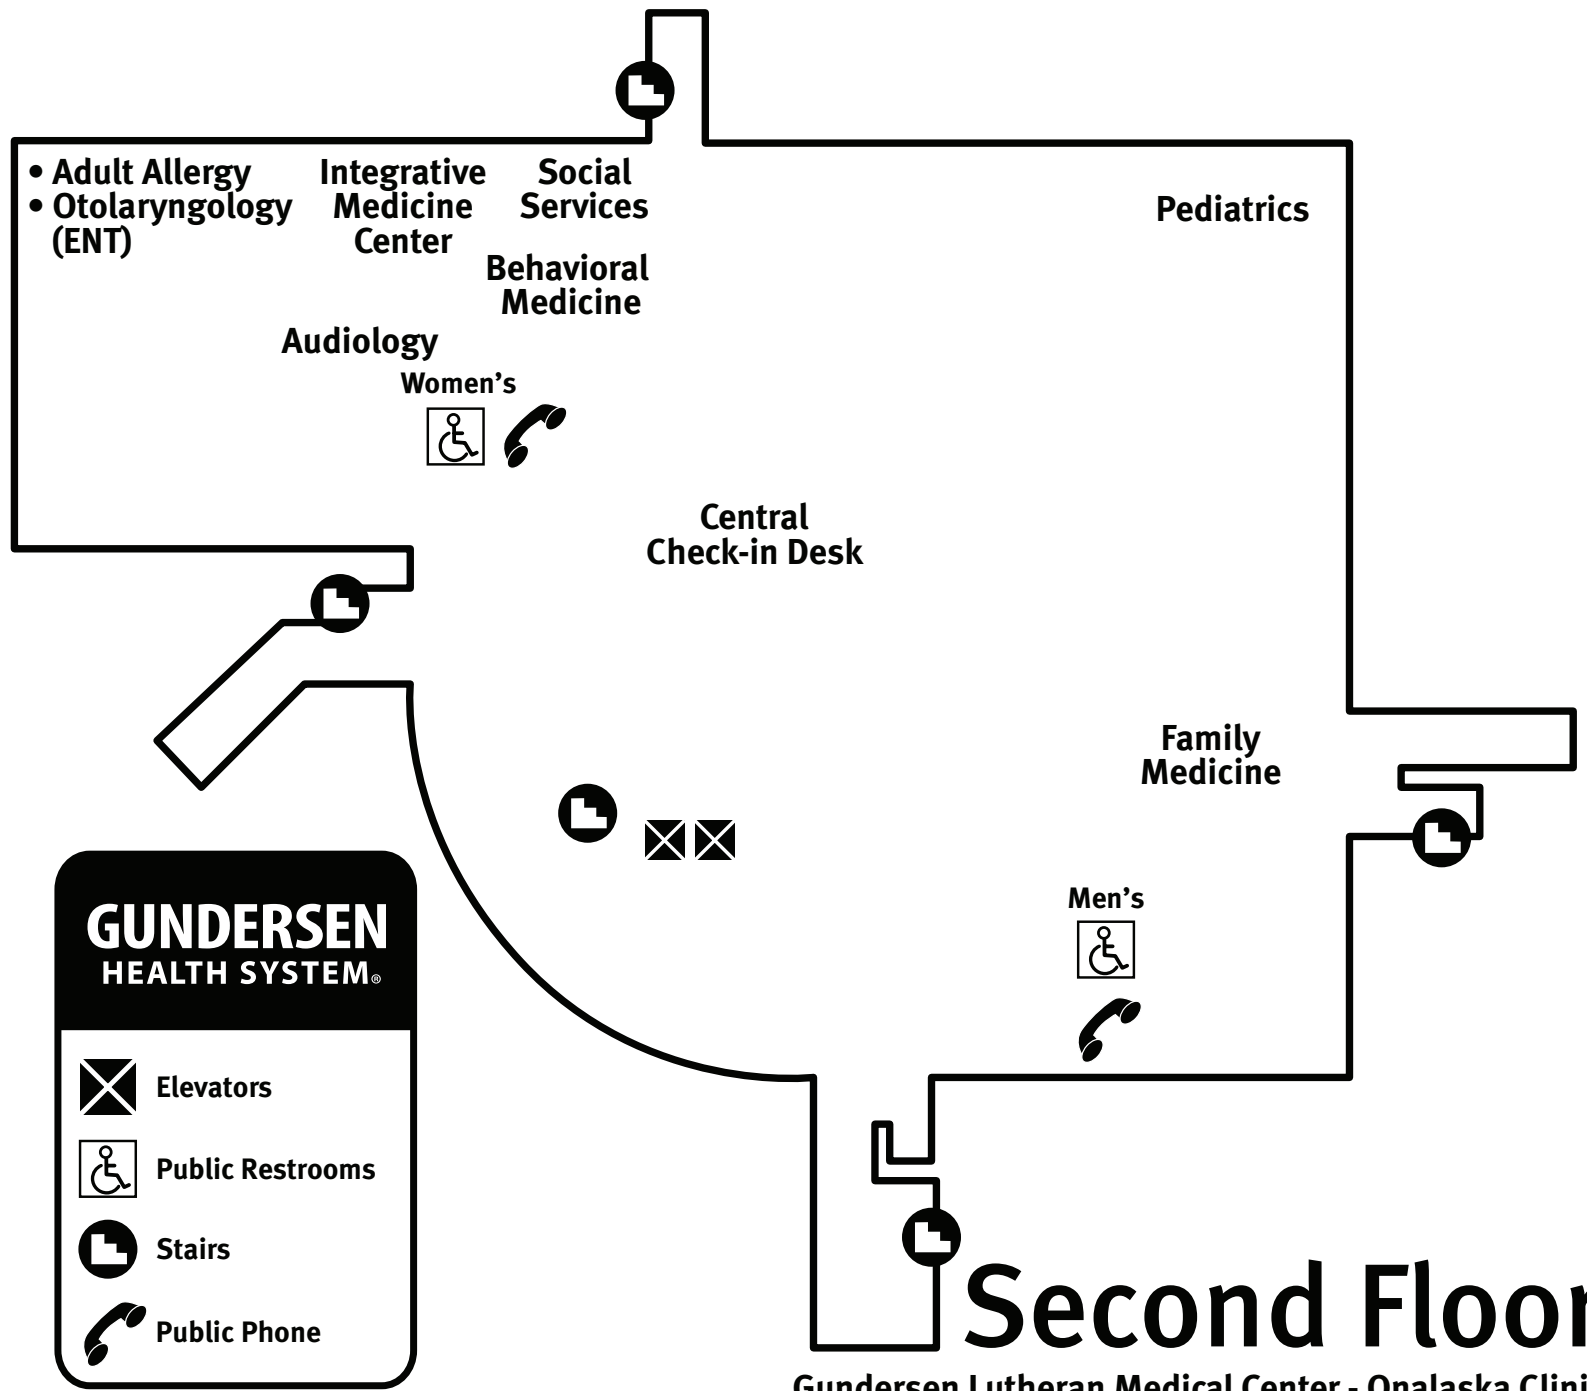 • Adult Allergy
• Otolaryngology
(ENT)
Integrative
Medicine
Center
Social
Services
Behavioral
Medicine
Pediatrics
Audiology
Women's
Central
Check-in Desk
Family
Medicine
Men's
GUNDERSEN
HEALTH SYSTEM®
Elevators
Public Restrooms
Stairs
Public Phone
Second Floor
Gundersen Lutheran Medical Center - Onalaska Clini